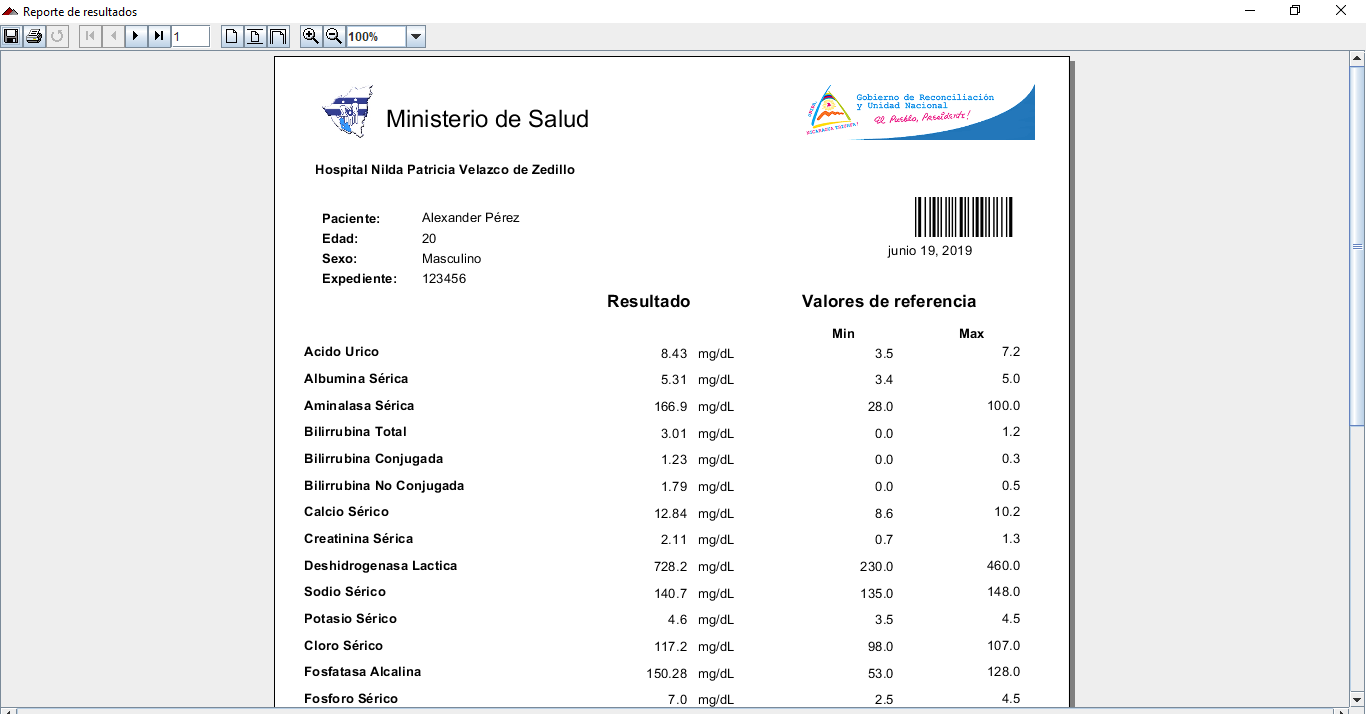 Reporte de resultados
1 100%
Ministerio de Salud
Gobierno de Reconciliación
y Unidad Nacional
El Pueblo, Presidente!
Hospital Nilda Patricia Velazco de Zedillo
Paciente: Alexander Pérez
Edad: 20
Sexo: Masculino
Expediente: 123456
junio 19, 2019
Resultado Valores de referencia
Min Max
Acido Urico 8.43 mg/dL 3.5 7.2
Albumina Sérica 5.31 mg/dL 3.4 5.0
Aminalasa Sérica 166.9 mg/dL 28.0 100.0
Bilirrubina Total 3.01 mg/dL 0.0 1.2
Bilirrubina Conjugada 1.23 mg/dL 0.0 0.3
Bilirrubina No Conjugada 1.79 mg/dL 0.0 0.5
Calcio Sérico 12.84 mg/dL 8.6 10.2
Creatinina Sérica 2.11 mg/dL 0.7 1.3
Deshidrogenasa Lactica 728.2 mg/dL 230.0 460.0
Sodio Sérico 140.7 mg/dL 135.0 148.0
Potasio Sérico 4.6 mg/dL 3.5 4.5
Cloro Sérico 117.2 mg/dL 98.0 107.0
Fosfatasa Alcalina 150.28 mg/dL 53.0 128.0
Fosforo Sérico 7.0 mg/dL 2.5 4.5